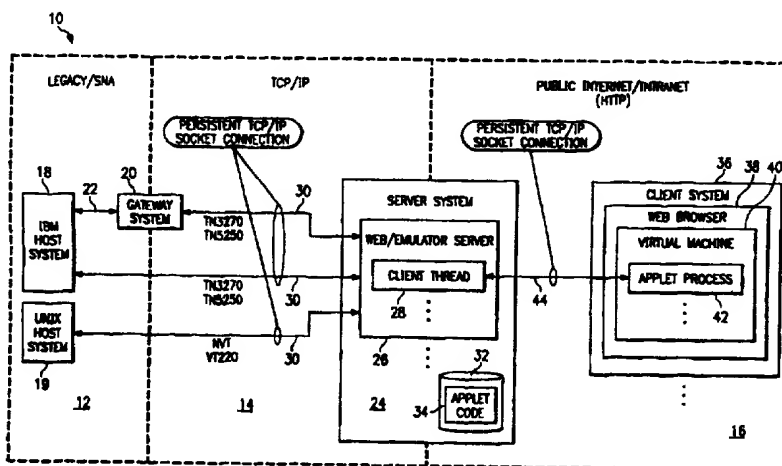 10
LEGACY/SNA
TCP/IP
PUBLIC INTERNET/INTRANET
(HTTP)
PERSISTENT TCP/IP
SOCKET CONNECTION
PERSISTENT TCP/IP
SOCKET CONNECTION
18
22
20
GATEWAY
SYSTEM
IBM
HOST
SYSTEM
TN3270
TN5250
30
TN3270
TN5250
30
UNIX
HOST
SYSTEM
19
NVT
VT220
30
SERVER SYSTEM
WEB/EMULATOR SERVER
CLIENT THREAD
28
26
44
36
38
40
CLIENT SYSTEM
WEB BROWSER
VIRTUAL MACHINE
APPLET PROCESS
42
32
34
APPLET
CODE
12
14
24
16